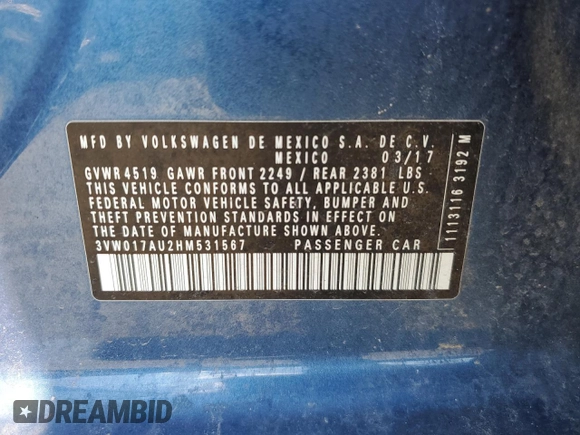 MFD BY VOLKSWAGEN DE MEXICO S.A. DE C.V.
MEXICO 03/17
GVWR 4519 GAWR FRONT 2249 / REAR 2381 LBS
THIS VEHICLE CONFORMS TO ALL APPLICABLE U.S.
FEDERAL MOTOR VEHICLE SAFETY, BUMPER AND
THEFT PREVENTION STANDARDS IN EFFECT ON
THE DATE OF MANUFACTURE SHOWN ABOVE.
3VW017AU2HM531567 PASSENGER CAR
1113116 3192 M
DREAMBID